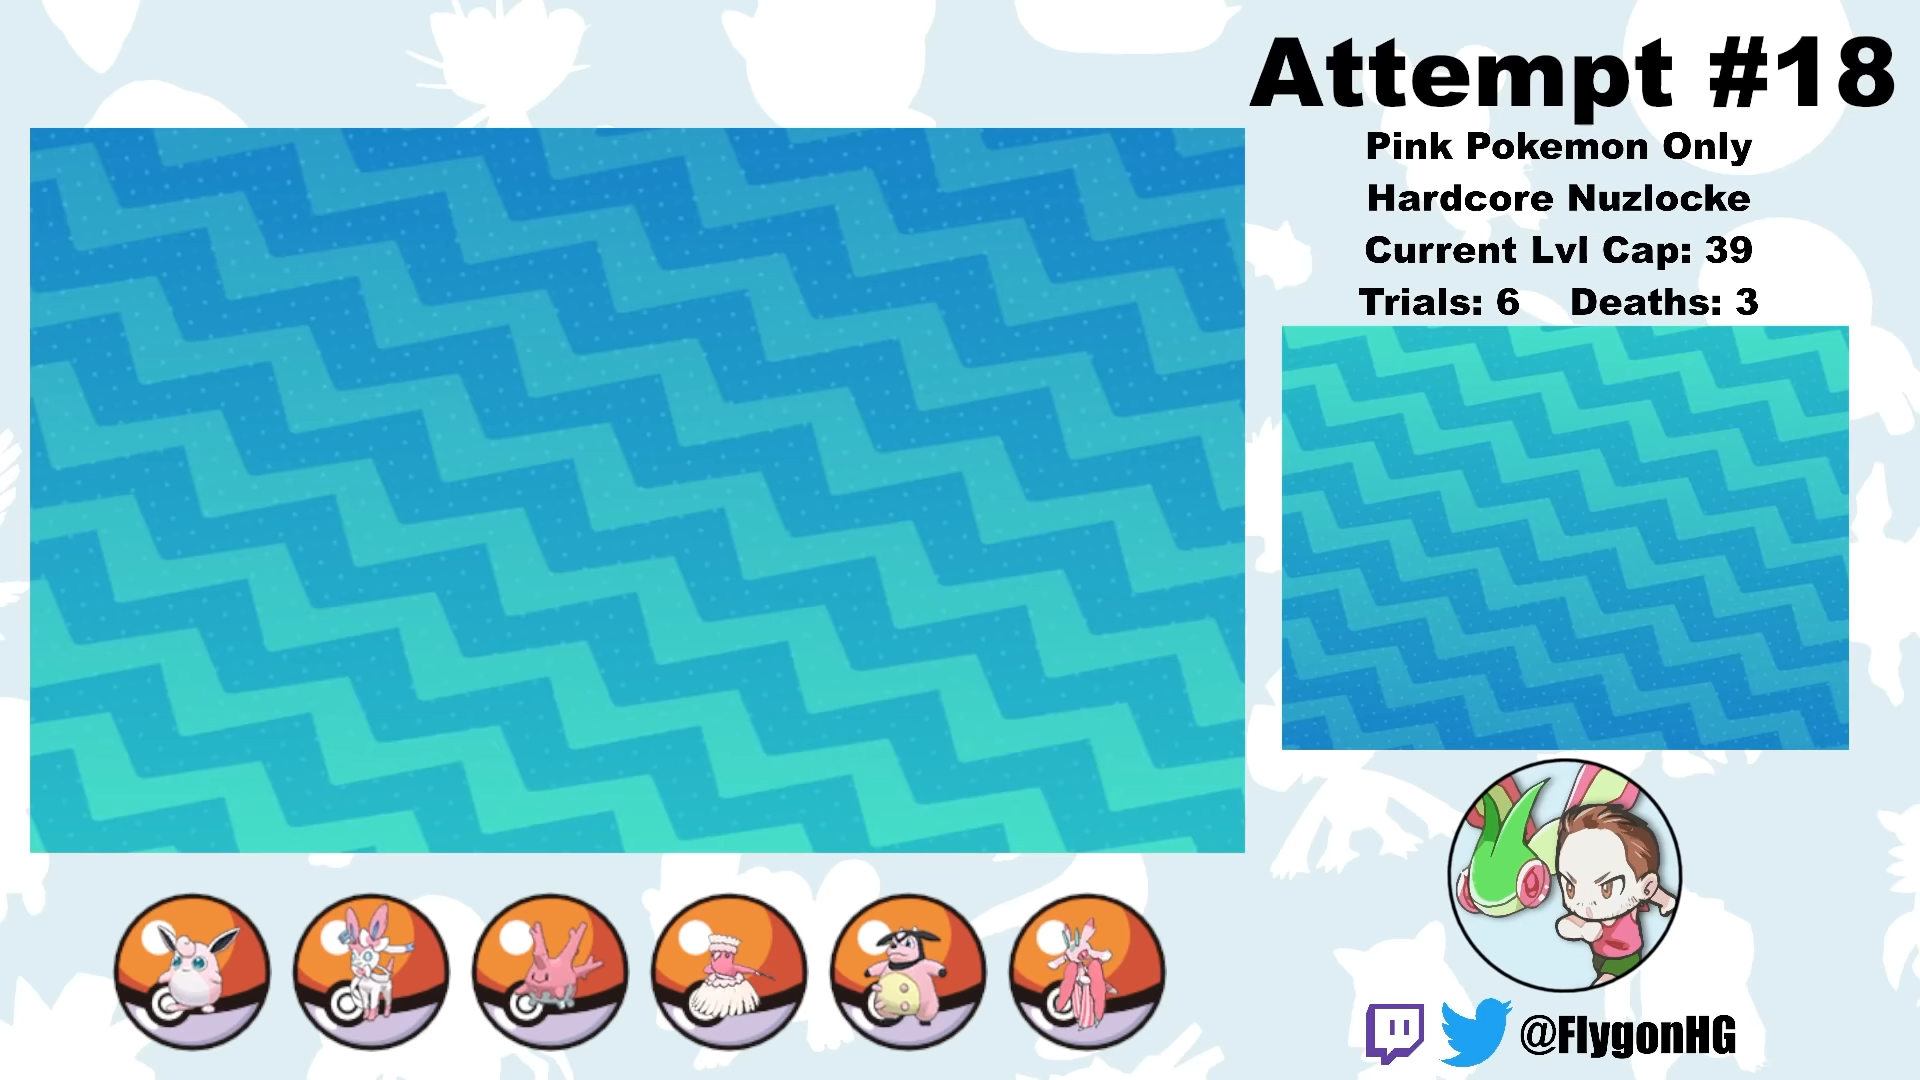 Attempt #18
Pink Pokemon Only
Hardcore Nuzlocke
Current Lvl Cap: 39
Trials: 6 Deaths: 3
@FlygonHG